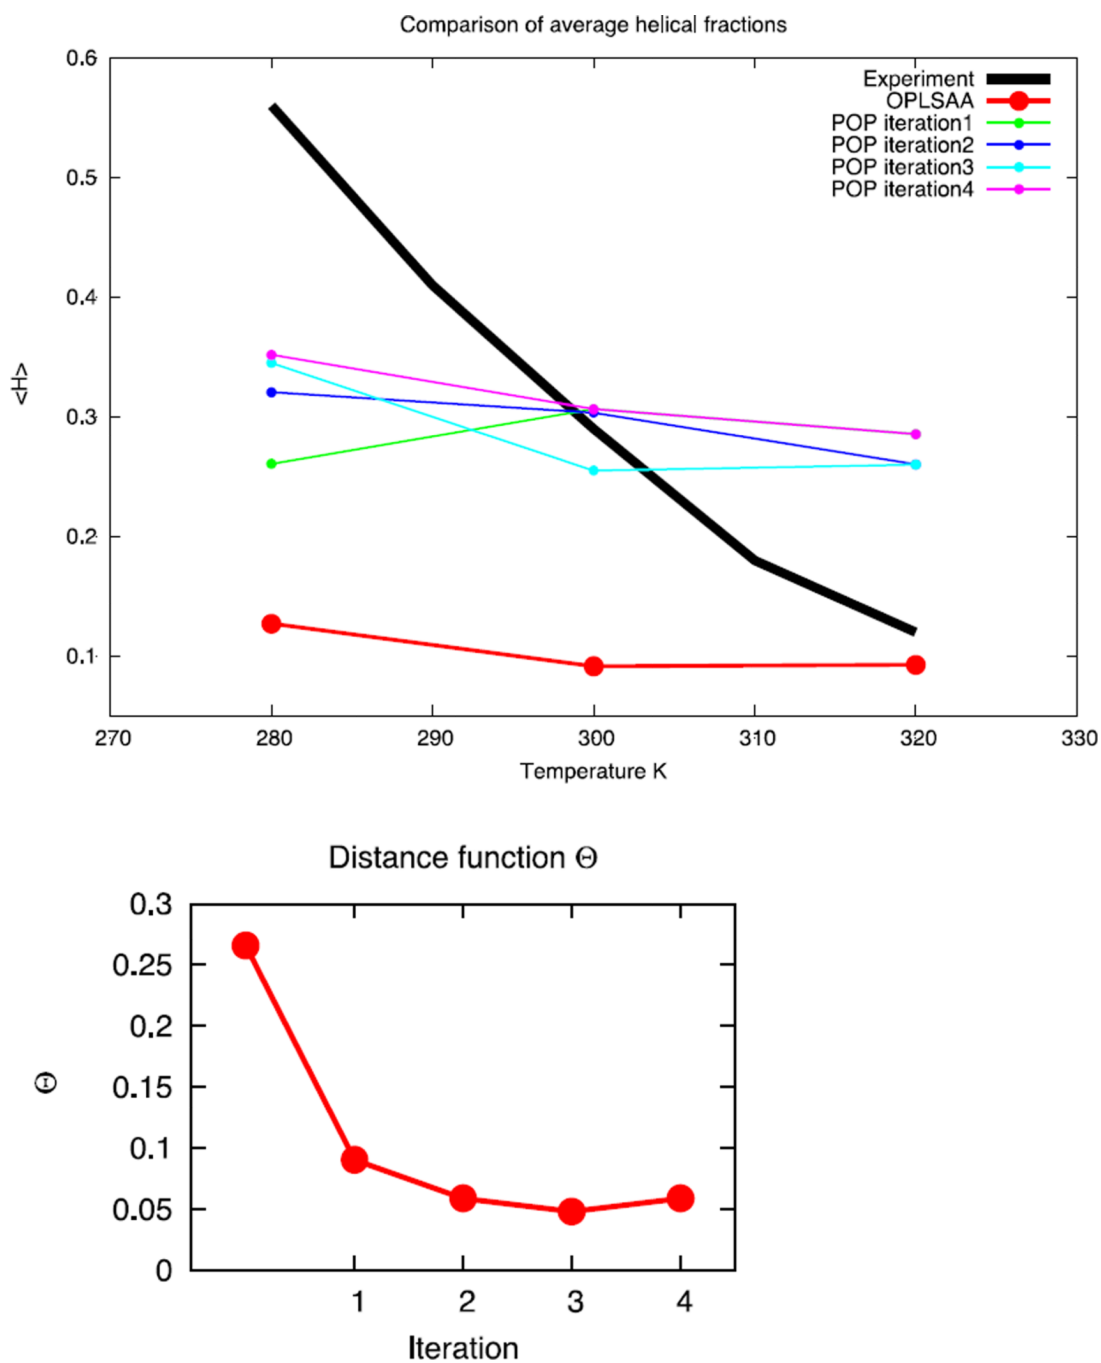 Comparison of average helical fractions
0.6
0.5
0.4
0.3
0.2
0.1
<H>
Experiment
OPLSAA
POP iteration1
POP iteration2
POP iteration3
POP iteration4
270 280 290 300 310 320 330
Temperature K
Distance function Θ
0.3
0.25
0.2
0.15
0.1
0.05
0
Θ
1 2 3 4
Iteration